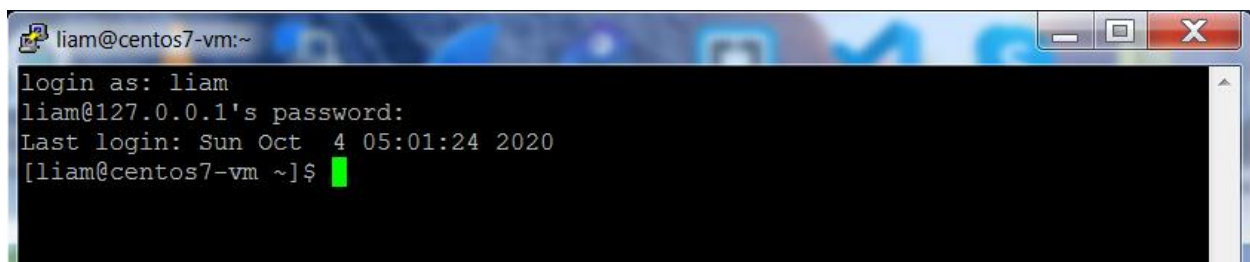 liam@centos7-vm:~
login as: liam
liam@127.0.0.1's password:
Last login: Sun Oct  4 05:01:24 2020
[liam@centos7-vm ~]$